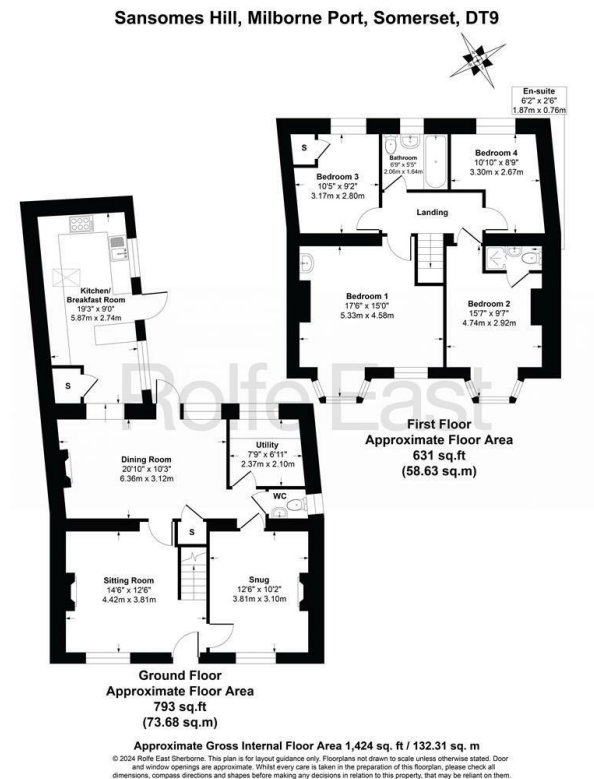 Sansomes Hill, Milborne Port, Somerset, DT9
En-suite
6'2" x 2'6"
1.87m x 0.76m
S
Bedroom 3
10'5" x 9'2"
3.17m x 2.80m
Bathroom
6'9" x 5'5"
2.06m x 1.64m
Bedroom 4
10'10" x 8'9"
3.30m x 2.67m
Landing
Bedroom 1
17'6" x 15'0"
5.33m x 4.58m
Bedroom 2
15'7" x 9'7"
4.74m x 2.92m
First Floor
Approximate Floor Area
631 sq.ft
(58.63 sq.m)
Kitchen/
Breakfast Room
19'3" x 9'0"
5.87m x 2.74m
S
Rolfe East
Dining Room
20'10" x 10'3"
6.36m x 3.12m
Utility
7'9" x 6'11"
2.37m x 2.10m
WC
S
Sitting Room
14'6" x 12'6"
4.42m x 3.81m
Snug
12'6" x 10'2"
3.81m x 3.10m
Ground Floor
Approximate Floor Area
793 sq.ft
(73.68 sq.m)
Approximate Gross Internal Floor Area 1,424 sq. ft / 132.31 sq. m
© 2024 Rolfe East Sherborne. This plan is for layout guidance only. Floorplans not drawn to scale unless otherwise stated. Door
and window openings are approximate. Whilst every care is taken in the preparation of this floorplan, please check all
dimensions, compass directions and shapes before making any decisions in relation to this property, that may be reliant on them.